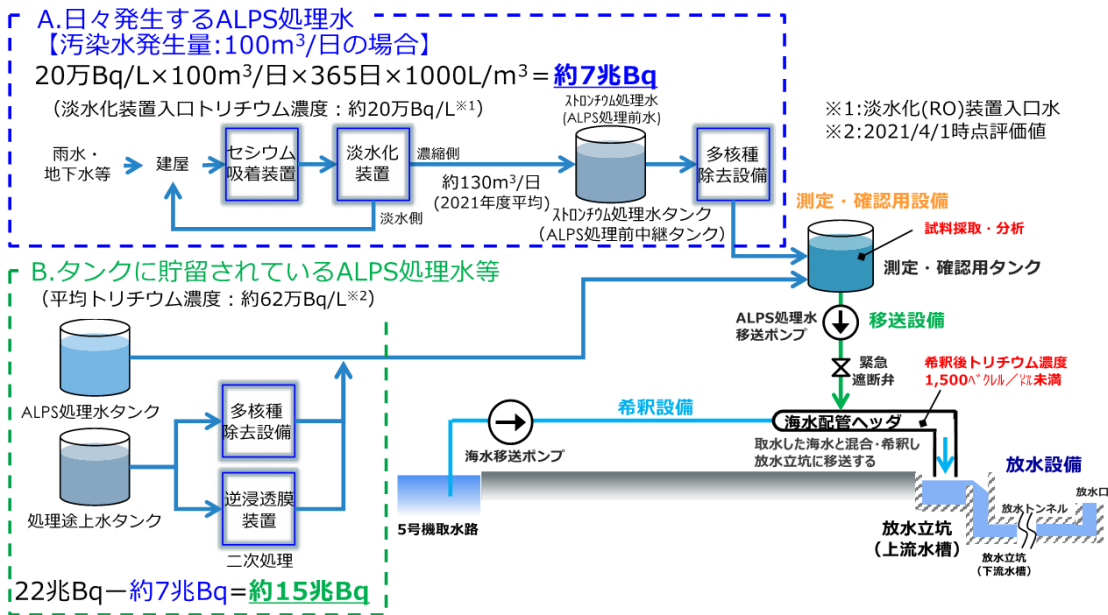 A.日々発生するALPS処理水
【汚染水発生量:100m³/日の場合】
20万Bq/L×100m³/日×365日×1000L/m³=約7兆Bq
(淡水化装置入口トリチウム濃度：約20万Bq/L※1)
雨水・
地下水等
建屋
セシウム
吸着装置
淡水化
装置
濃縮側
淡水側
約130m³/日
(2021年度平均)
ストロンチウム処理水
(ALPS処理前水)
ストロンチウム処理水タンク
(ALPS処理前中継タンク)
多核種
除去設備
※1:淡水化(RO)装置入口水
※2:2021/4/1時点評価値
測定・確認用設備
試料採取・分析
測定・確認用タンク
B.タンクに貯留されているALPS処理水等
(平均トリチウム濃度：約62万Bq/L※2)
ALPS処理水タンク
処理途上水タンク
多核種
除去設備
逆浸透膜
装置
二次処理
22兆Bq―約7兆Bq=約15兆Bq
ALPS処理水
移送ポンプ
移送設備
緊急
遮断弁
希釈後トリチウム濃度
1,500ベクレル／リットル未満
希釈設備
海水移送ポンプ
海水配管ヘッダ
取水した海水と混合・希釈し
放水立坑に移送する
5号機取水路
放水設備
放水口
放水トンネル
放水立坑
(上流水槽)
放水立坑
(下流水槽)